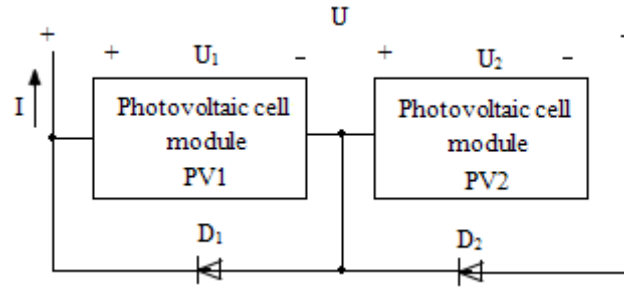 U
+
+ U₁ -
+ U₂ -
-
I
Photovoltaic cell
module
PV1
Photovoltaic cell
module
PV2
D₁
D₂